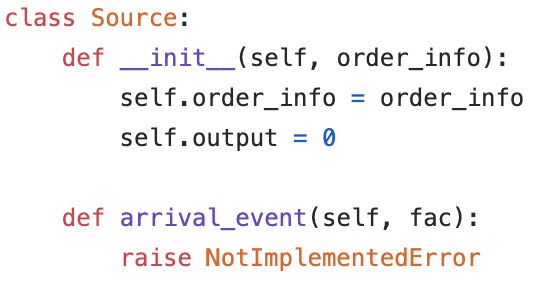 class Source:
    def __init__(self, order_info):
        self.order_info = order_info
        self.output = 0

    def arrival_event(self, fac):
        raise NotImplementedError